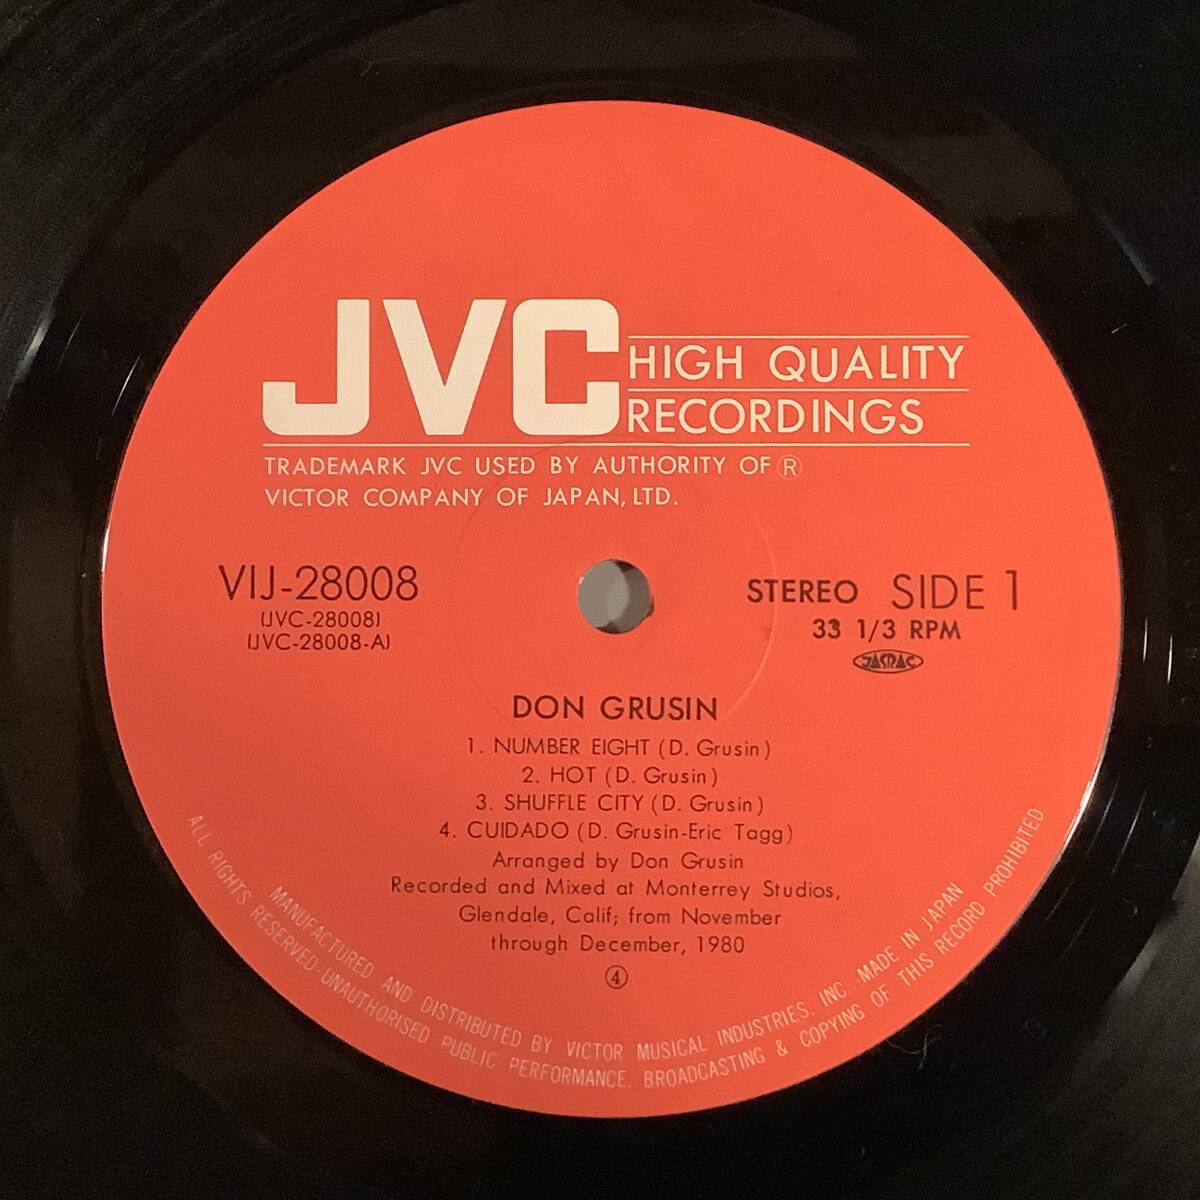 JVC HIGH QUALITY
RECORDINGS
TRADEMARK JVC USED BY AUTHORITY OF ®
VICTOR COMPANY OF JAPAN, LTD.
VIJ-28008
(JVC-28008)
(JVC-28008-A)
STEREO SIDE 1
33 1/3 RPM
JASRAC
DON GRUSIN
1. NUMBER EIGHT (D. Grusin)
2. HOT (D. Grusin)
3. SHUFFLE CITY (D. Grusin)
4. CUIDADO (D. Grusin-Eric Tagg)
Arranged by Don Grusin
Recorded and Mixed at Monterrey Studios,
Glendale, Calif; from November
through December, 1980
④
MANUFACTURED AND DISTRIBUTED BY VICTOR MUSICAL INDUSTRIES, INC. MADE IN JAPAN
ALL RIGHTS RESERVED-UNAUTHORISED PUBLIC PERFORMANCE, BROADCASTING & COPYING OF THIS RECORD PROHIBITED